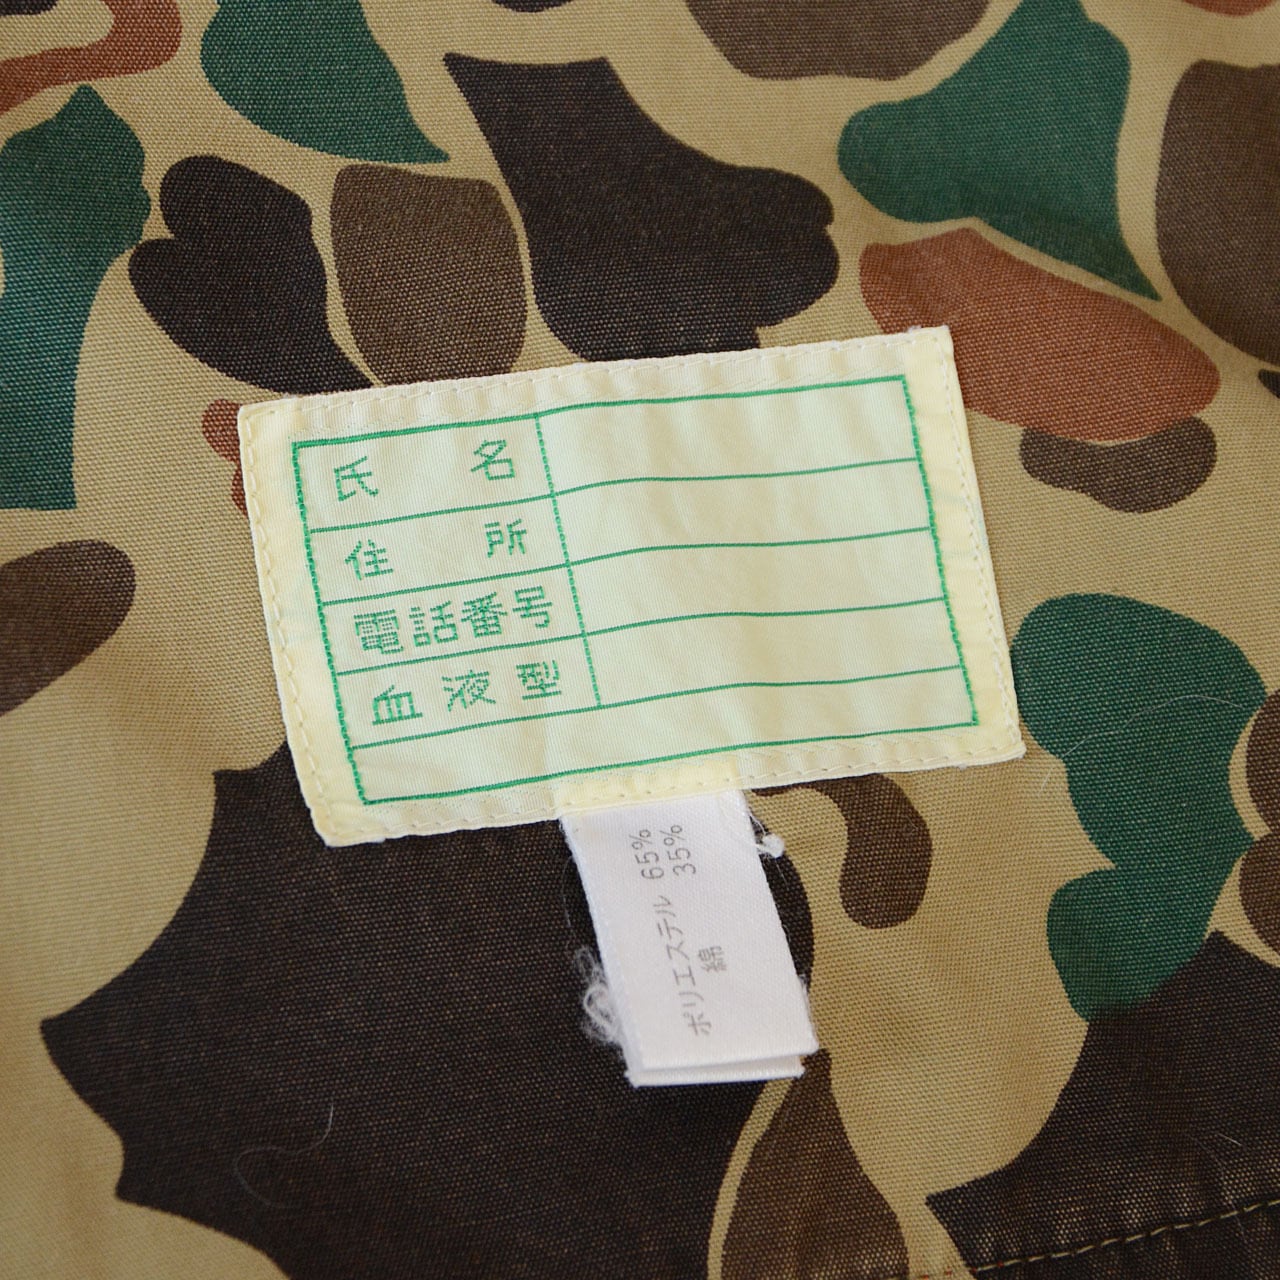 氏名
住所
電話番号
血液型
ポリエステル 65%
綿 35%